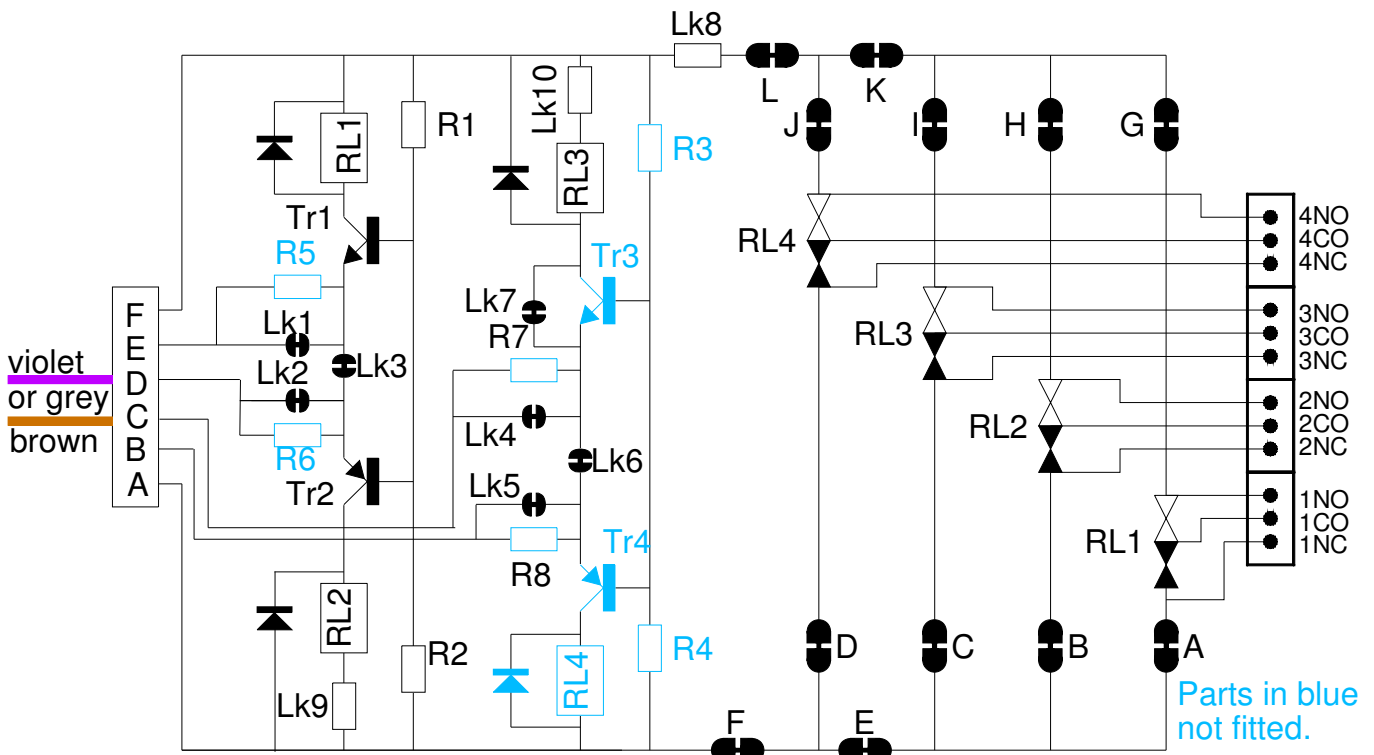 Lk8
L
K
J
I
H
G
RL1
R1
Lk10
RL3
R3
Tr1
R5
Tr3
RL4
4NO
4CO
4NC
F
E
D
C
B
A
violet
or grey
brown
Lk1
Lk2
Lk3
Lk7
R7
RL3
3NO
3CO
3NC
R6
Tr2
Lk4
Lk6
Lk5
RL2
2NO
2CO
2NC
R8
Tr4
RL1
1NO
1CO
1NC
RL2
R2
Lk9
RL4
R4
D
C
B
A
F
E
Parts in blue
not fitted.